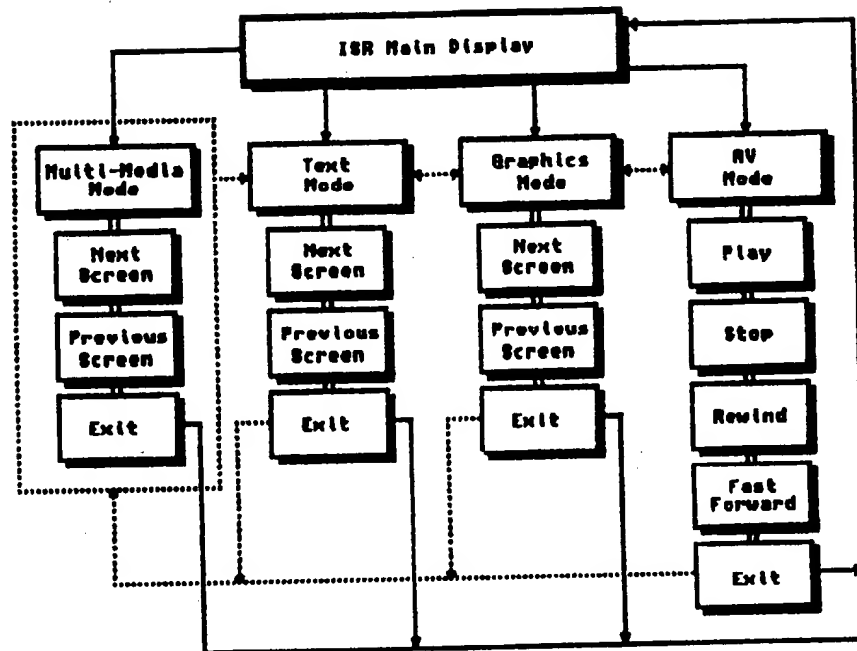 ISR Main Display
Multi-Media
Mode
Next
Screen
Previous
Screen
Exit
Text
Mode
Next
Screen
Previous
Screen
Exit
Graphics
Mode
Next
Screen
Previous
Screen
Exit
AV
Mode
Play
Stop
Rewind
Fast
Forward
Exit